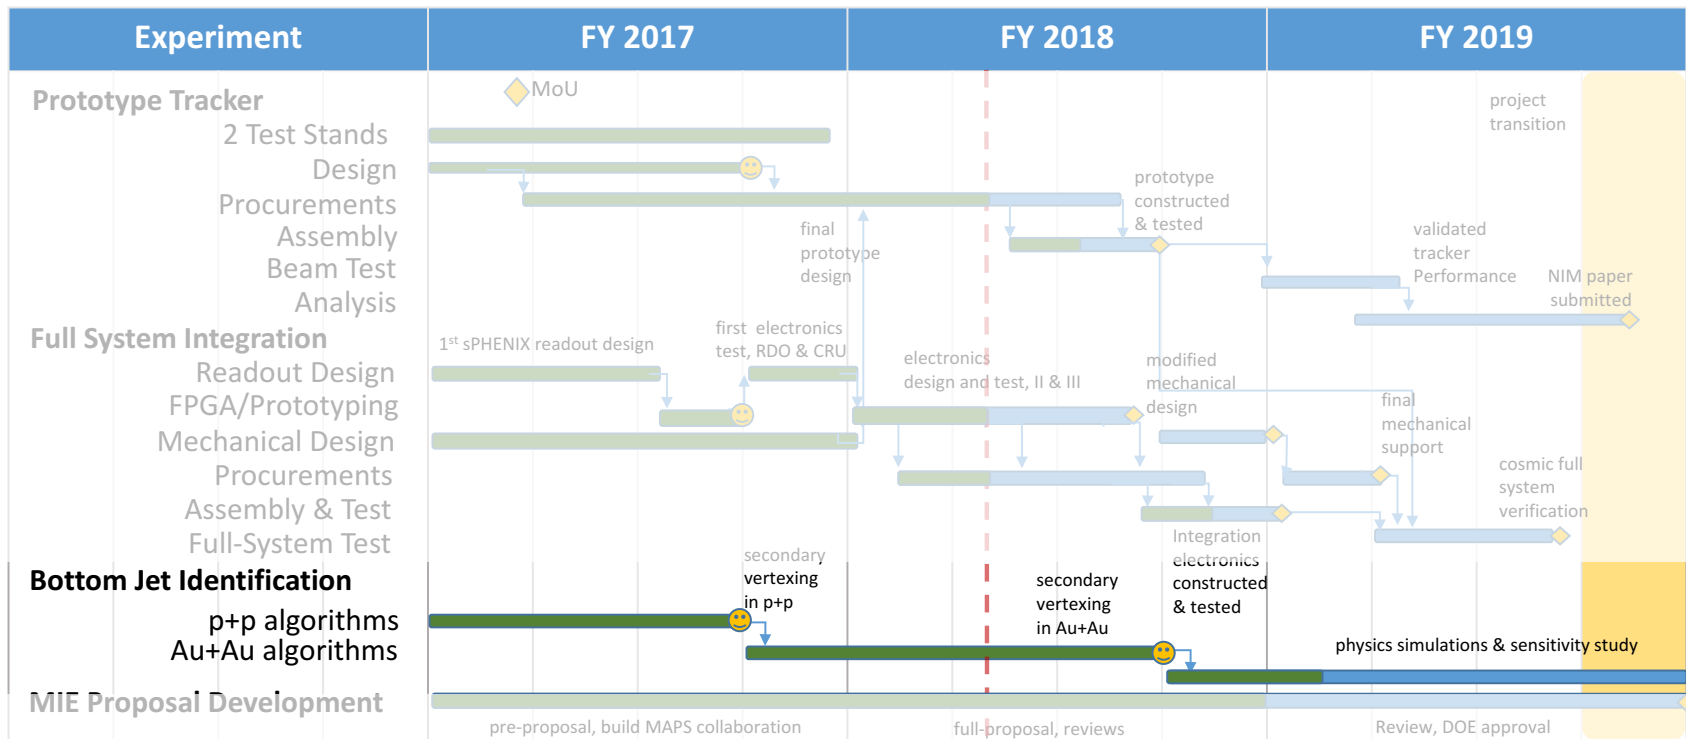 Experiment
FY 2017
FY 2018
FY 2019
Prototype Tracker
MoU
project
transition
2 Test Stands
Design
Procurements
prototype
constructed
& tested
Assembly
final
prototype
design
validated
tracker
Performance
Beam Test
NIM paper
submitted
Analysis
Full System Integration
1st sPHENIX readout design
first electronics
test, RDO & CRU
Readout Design
electronics
design and test, II & III
modified
mechanical
design
FPGA/Prototyping
final
mechanical
support
Mechanical Design
Procurements
cosmic full
system
verification
Assembly & Test
Full-System Test
Integration
electronics
constructed
& tested
Bottom Jet Identification
secondary
vertexing
in p+p
secondary
vertexing
in Au+Au
p+p algorithms
Au+Au algorithms
physics simulations & sensitivity study
MIE Proposal Development
pre-proposal, build MAPS collaboration
full-proposal, reviews
Review, DOE approval